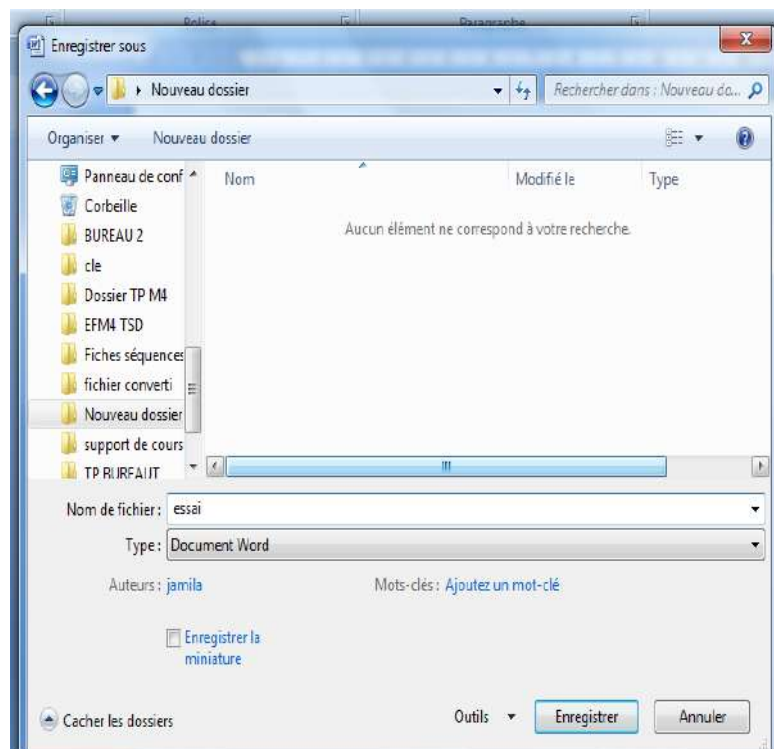 Police Paragraphe
Enregistrer sous
Nouveau dossier Rechercher dans : Nouveau do...
Organiser Nouveau dossier
Panneau de conf Nom Modifié le Type
Corbeille
BUREAU 2 Aucun élément ne correspond à votre recherche.
cle
Dossier TP M4
EFM4 TSD
Fiches séquences
fichier converti
Nouveau dossier
support de cours
TP BUREAUT
Nom de fichier : essai
Type : Document Word
Auteurs : jamila Mots-clés : Ajoutez un mot-clé
Enregistrer la
miniature
Cacher les dossiers Outils Enregistrer Annuler